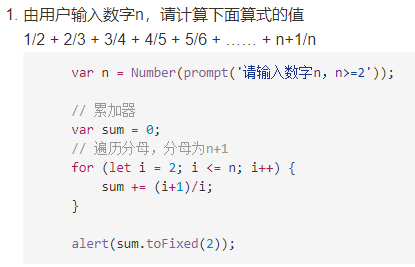 1. 由用户输入数字n，请计算下面算式的值
1/2 + 2/3 + 3/4 + 4/5 + 5/6 + …… + n+1/n
var n = Number(prompt('请输入数字n，n>=2'));
// 累加器
var sum = 0;
// 遍历分母，分母为n+1
for (let i = 2; i <= n; i++) {
    sum += (i+1)/i;
}
alert(sum.toFixed(2));